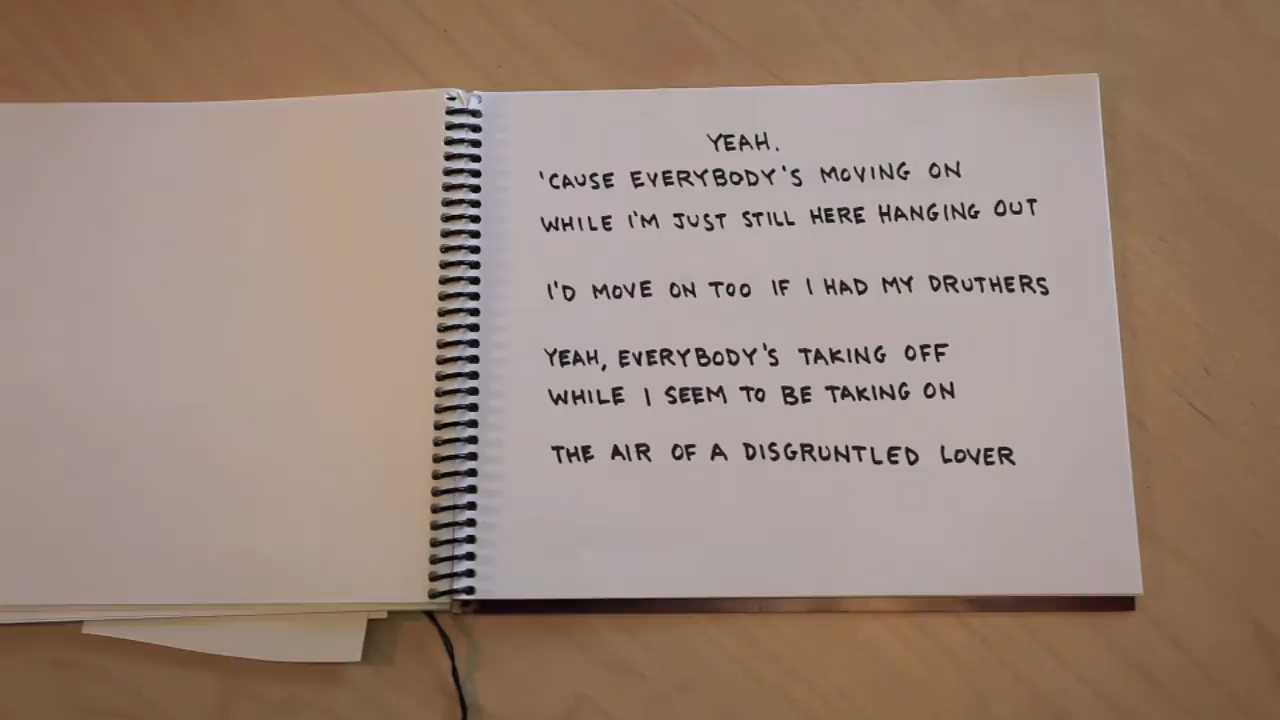 YEAH.
'CAUSE EVERYBODY'S MOVING ON
WHILE I'M JUST STILL HERE HANGING OUT
I'D MOVE ON TOO IF I HAD MY DRUTHERS
YEAH, EVERYBODY'S TAKING OFF
WHILE I SEEM TO BE TAKING ON
THE AIR OF A DISGRUNTLED LOVER